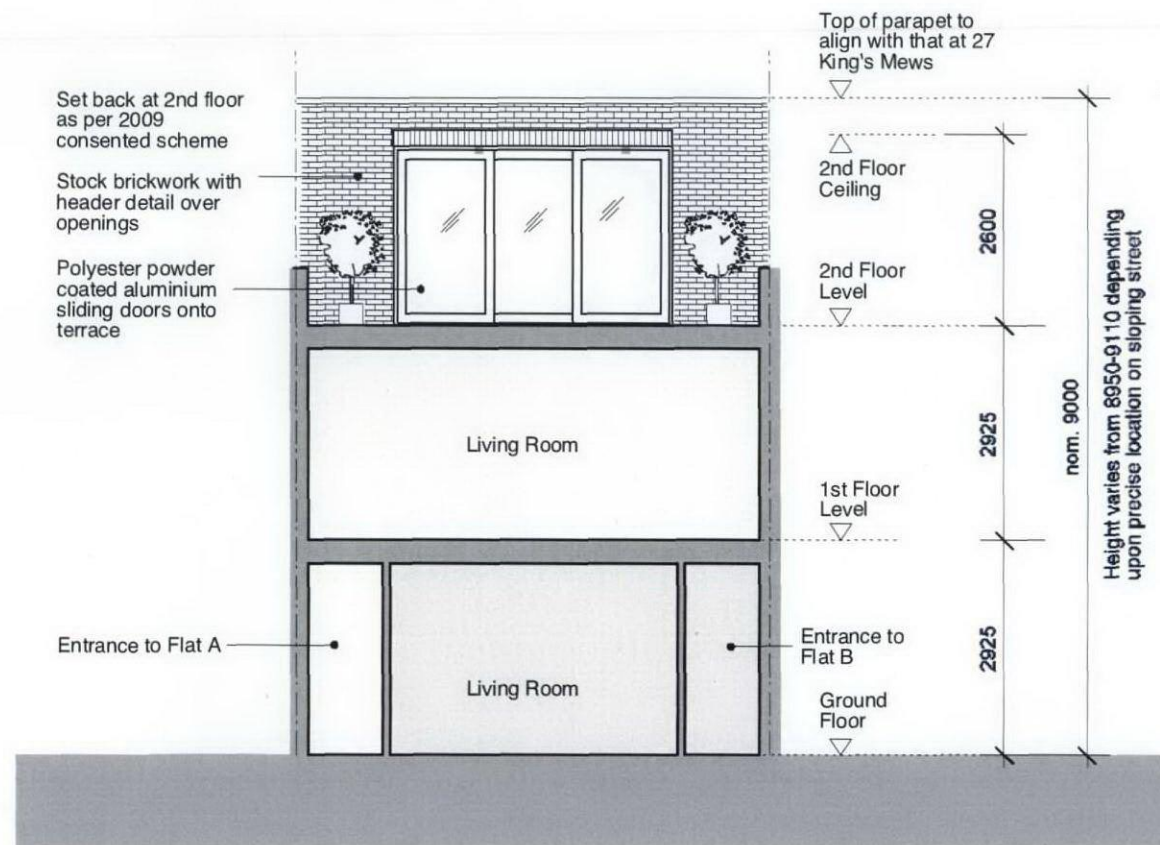 Top of parapet to
align with that at 27
King's Mews
Set back at 2nd floor
as per 2009
consented scheme
Stock brickwork with
header detail over
openings
Polyester powder
coated aluminium
sliding doors onto
terrace
2nd Floor
Ceiling
2600
2nd Floor
Level
Living Room
2925
1st Floor
Level
nom. 9000
Height varies from 8950-9110 depending
upon precise location on sloping street
Entrance to Flat A
Living Room
Entrance to
Flat B
2925
Ground
Floor